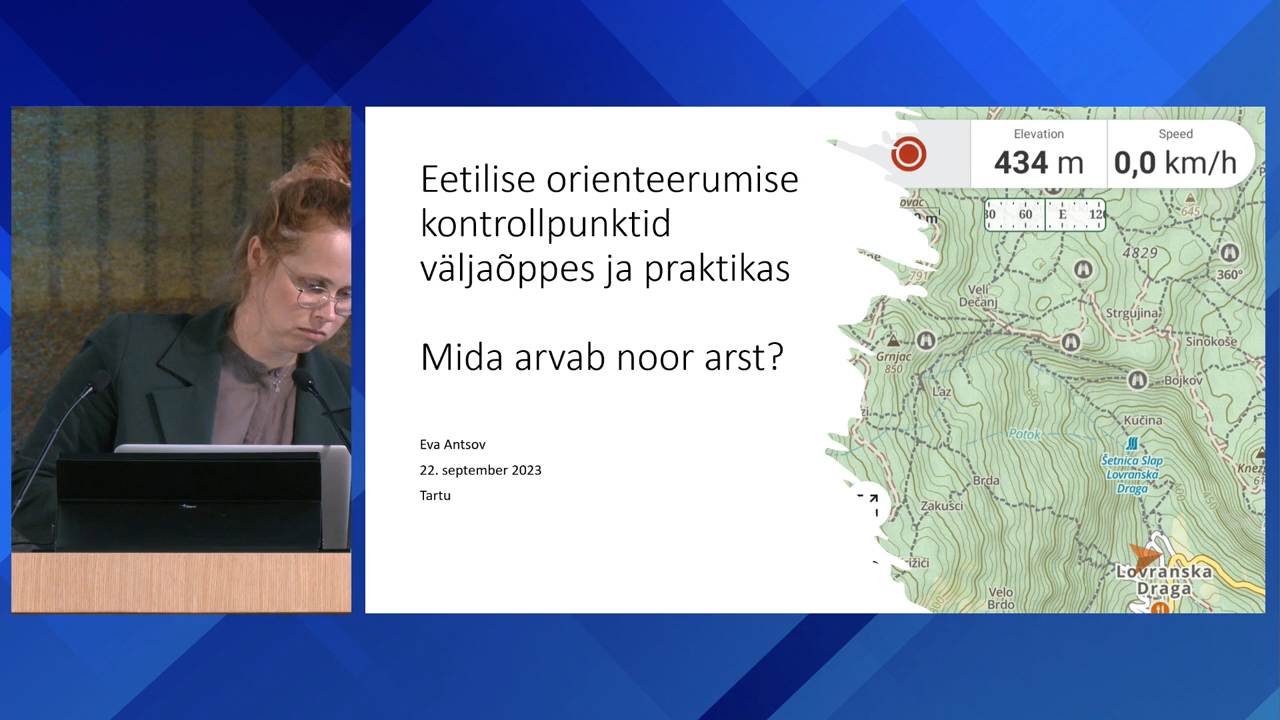 Eetilise orienteerumise
kontrollpunktid
väljaõppes ja praktikas
Mida arvab noor arst?
Eva Antsov
22. september 2023
Tartu
Elevation
434 m
Speed
0,0 km/h
60
E
645
4829
360°
791
Veli
Dečanj
Strgujina
Sinokoše
Grnjac
850
Laz
Bojkov
Kučina
Potok
Šetnica Slap
Lovranska
Draga
Brda
Zakušci
Lovranska
Draga
Velo
Brdo